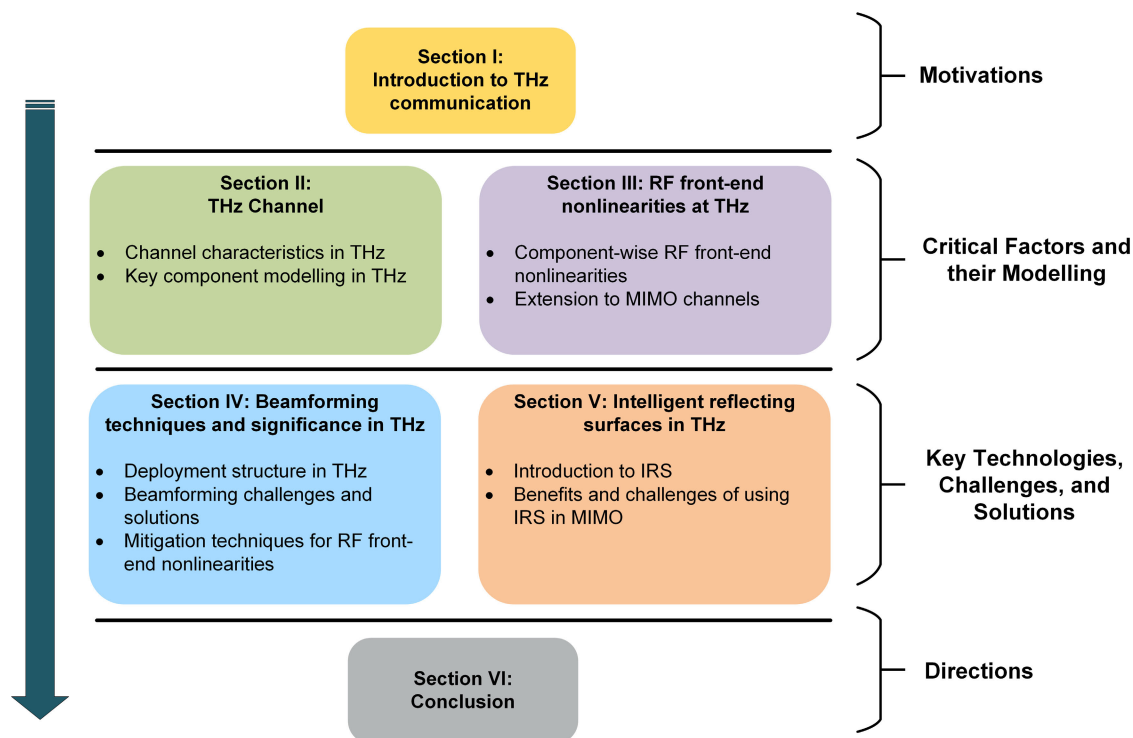 Section I:
Introduction to THz
communication
Motivations
Section II:
THz Channel
• Channel characteristics in THz
• Key component modelling in THz
Section III: RF front-end
nonlinearities at THz
• Component-wise RF front-end
nonlinearities
• Extension to MIMO channels
Critical Factors and
their Modelling
Section IV: Beamforming
techniques and significance in THz
• Deployment structure in THz
• Beamforming challenges and
solutions
• Mitigation techniques for RF front-
end nonlinearities
Section V: Intelligent reflecting
surfaces in THz
• Introduction to IRS
• Benefits and challenges of using
IRS in MIMO
Key Technologies,
Challenges, and
Solutions
Section VI:
Conclusion
Directions